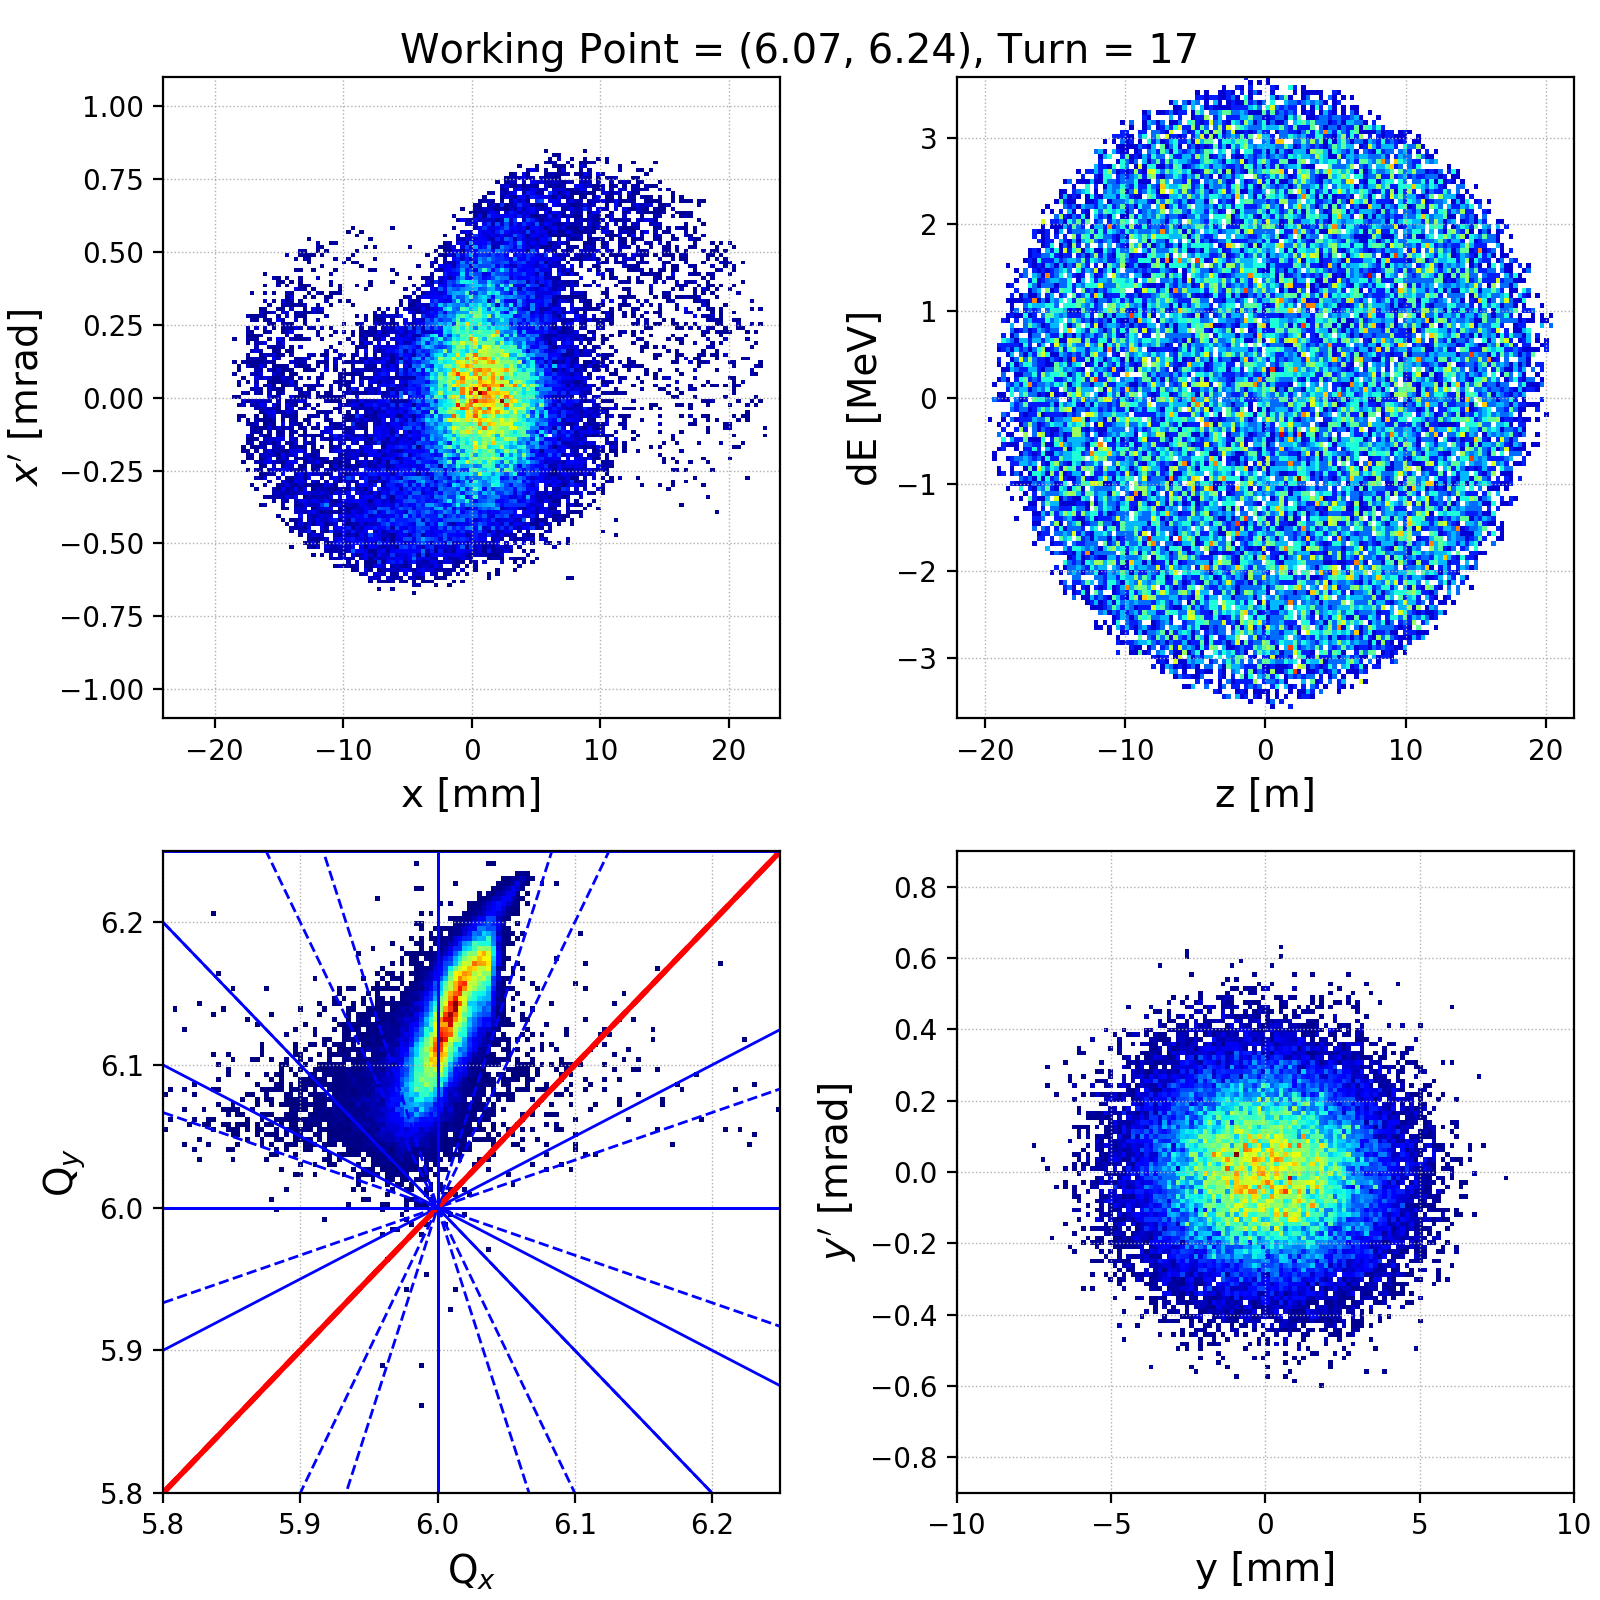 Working Point = (6.07, 6.24), Turn = 17
1.00
0.75
0.50
0.25
0.00
−0.25
−0.50
−0.75
−1.00
x′ [mrad]
−20 −10 0 10 20
x [mm]
3
2
1
0
−1
−2
−3
dE [MeV]
−20 −10 0 10 20
z [m]
6.2
6.1
6.0
5.9
5.8
Qy
5.8 5.9 6.0 6.1 6.2
Qx
0.8
0.6
0.4
0.2
0.0
−0.2
−0.4
−0.6
−0.8
y′ [mrad]
−10 −5 0 5 10
y [mm]